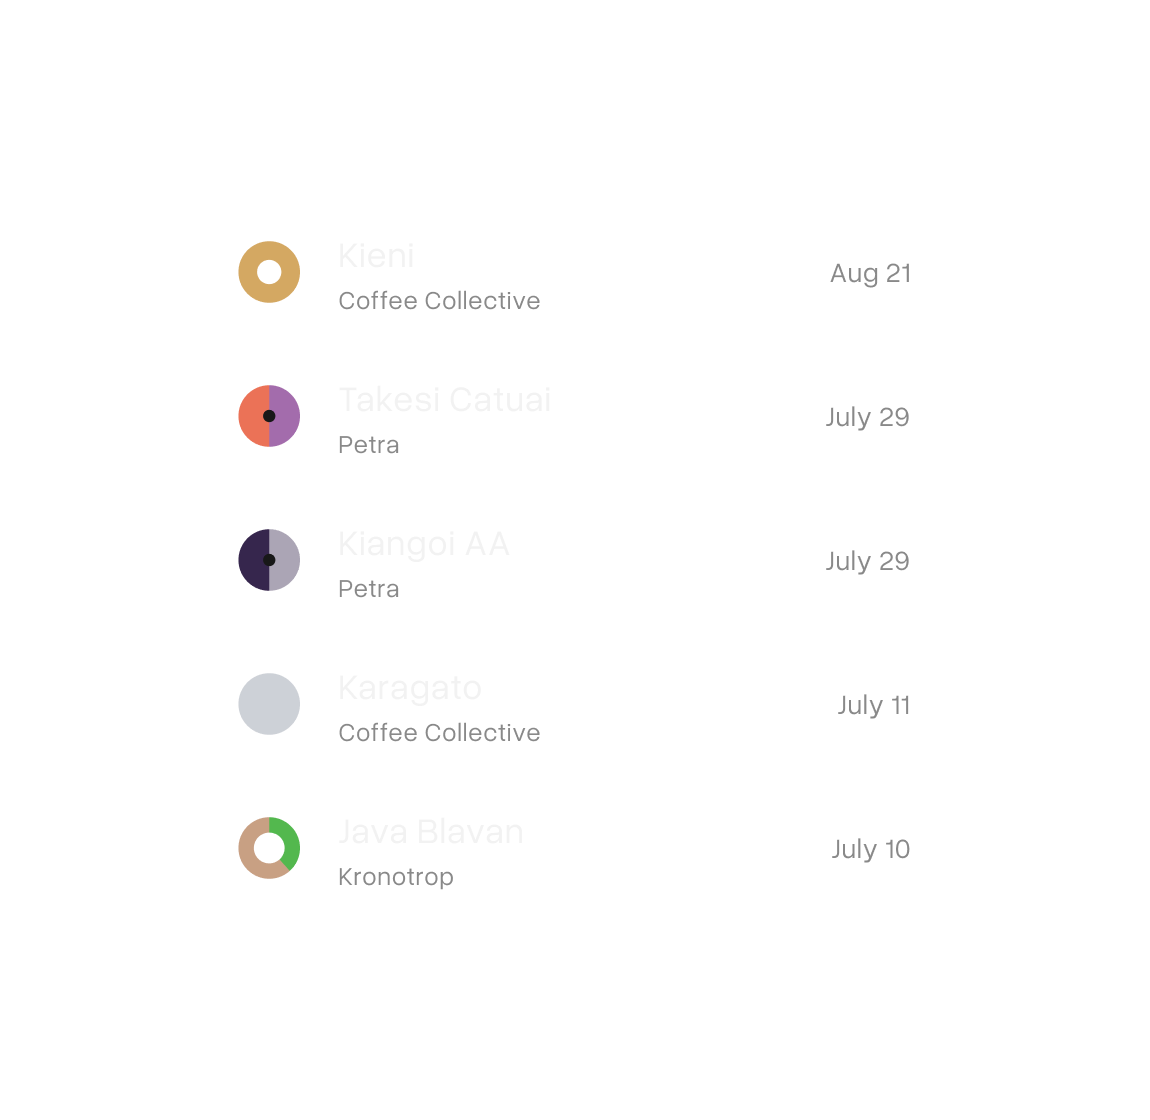 Kieni
Coffee Collective
Aug 21
Takesi Catuai
Petra
July 29
Kiangoi AA
Petra
July 29
Karagato
Coffee Collective
July 11
Java Blavan
Kronotrop
July 10